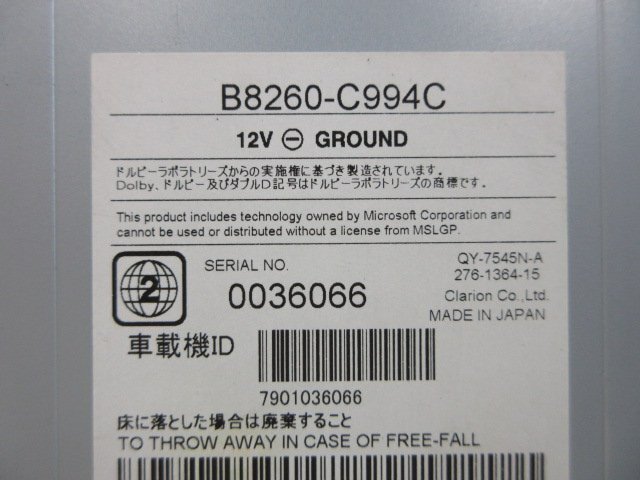 B8260-C994C
12V ⊖ GROUND
ドルビーラボラトリーズからの実施権に基づき製造されています.
Dolby、ドルビー及びダブルD記号はドルビーラボラトリーズの商標です.
This product includes technology owned by Microsoft Corporation and
cannot be used or distributed without a license from MSLGP.
2
SERIAL NO.
0036066
QY-7545N-A
276-1364-15
Clarion Co.,Ltd.
MADE IN JAPAN
車載機ID
7901036066
床に落とした場合は廃棄すること
TO THROW AWAY IN CASE OF FREE-FALL